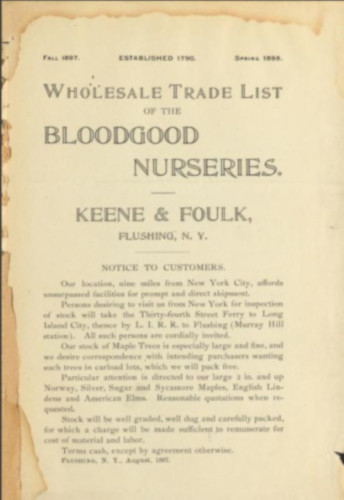 FALL 1897. ESTABLISHED 1790. SPRING 1898.
WHOLESALE TRADE LIST
OF THE
BLOODGOOD
NURSERIES.
KEENE & FOULK,
FLUSHING, N. Y.
NOTICE TO CUSTOMERS.
Our location, nine miles from New York City, affords
unsurpassed facilities for prompt and direct shipment.
Persons desiring to visit us from New York for inspection
of stock will take the Thirty-fourth Street Ferry to Long
Island City, thence by L. I. R. R. to Flushing (Murray Hill
station). All such persons are cordially invited.
Our stock of Maple Trees is especially large and fine, and
we desire correspondence with intending purchasers wanting
such trees in carload lots, which we will pack free.
Particular attention is directed to our large 2 in. and up
Norway, Silver, Sugar and Sycamore Maples, English Lin-
dens and American Elms. Reasonable quotations when re-
quested.
Stock will be well graded, well dug and carefully packed,
for which a charge will be made sufficient to remunerate for
cost of material and labor.
Terms cash, except by agreement otherwise.
FLUSHING, N. Y., August, 1897.